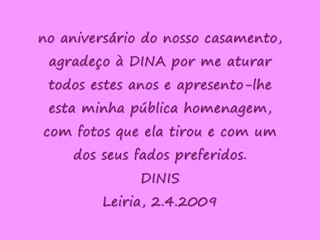 no aniversário do nosso casamento,
agradeço à DINA por me aturar
todos estes anos e apresento-lhe
esta minha pública homenagem,
com fotos que ela tirou e com um
dos seus fados preferidos.
DINIS
Leiria, 2.4.2009